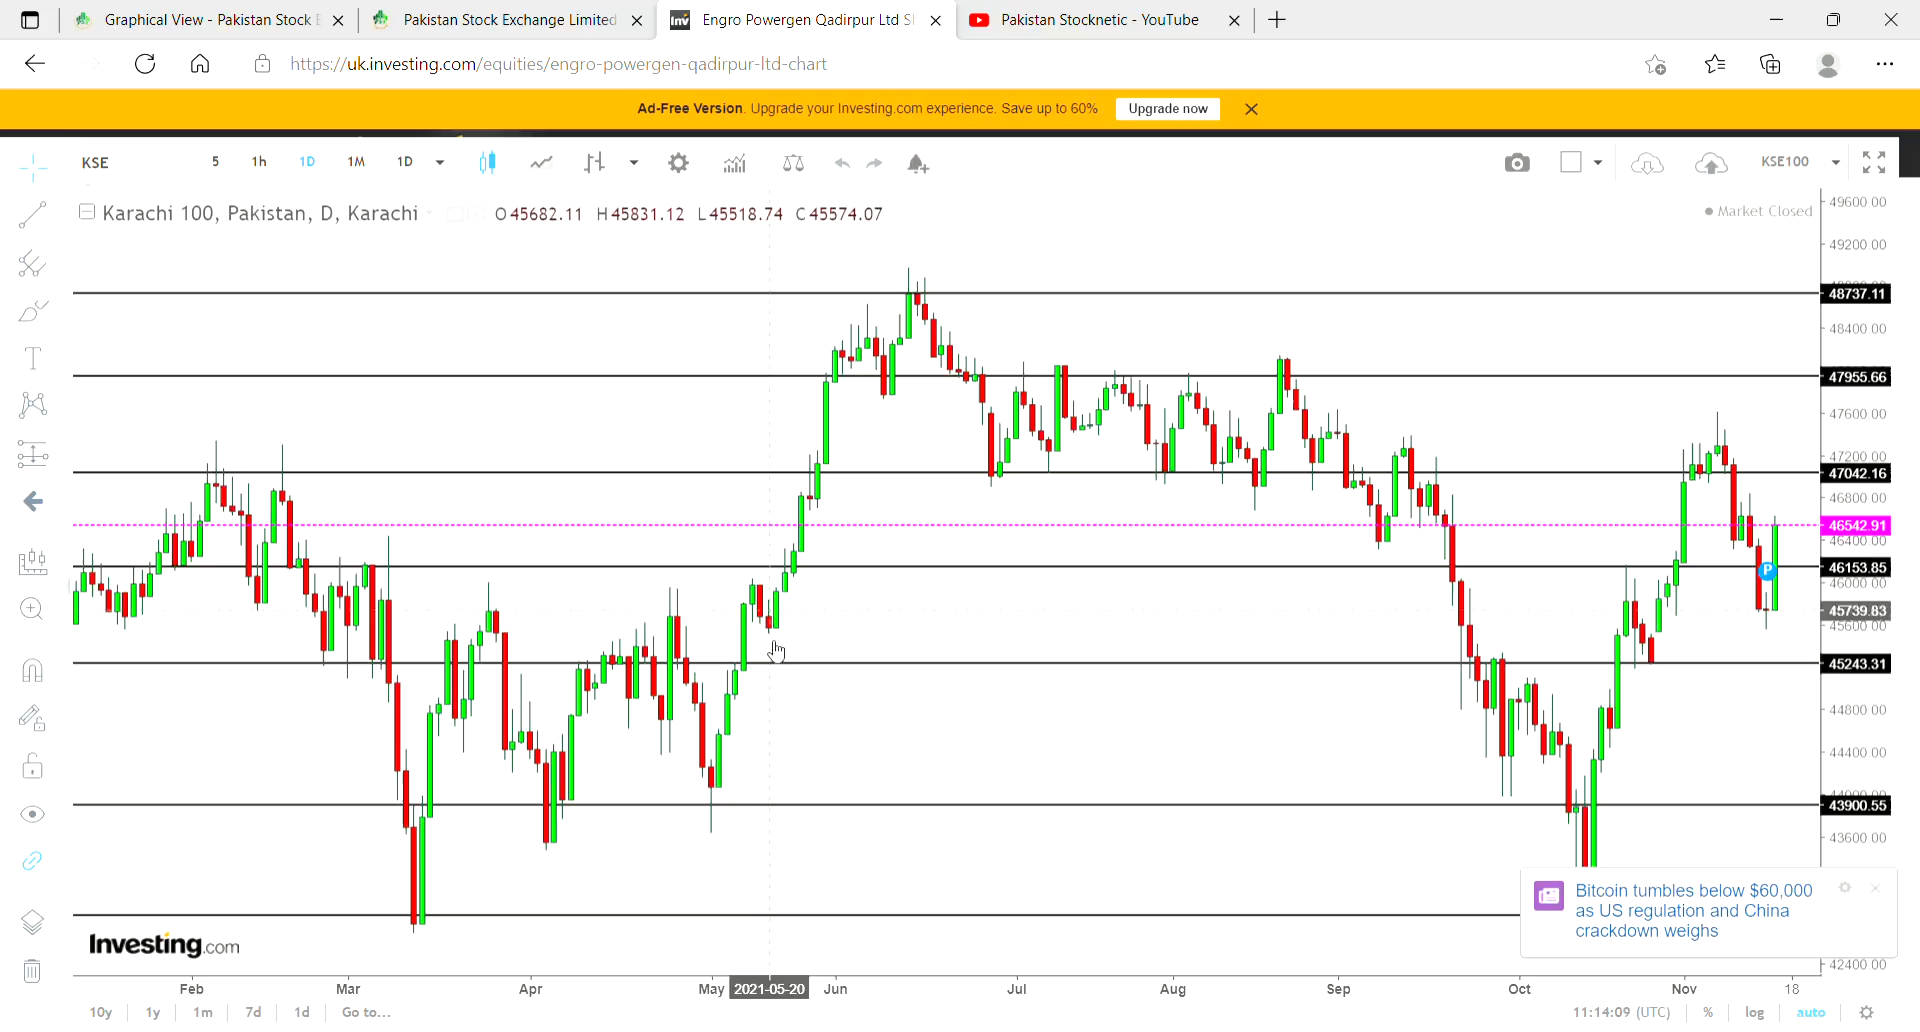 Graphical View - Pakistan Stock E
Pakistan Stock Exchange Limited
Inv
Engro Powergen Qadirpur Ltd S
Pakistan Stocknetic - YouTube
https://uk.investing.com/equities/engro-powergen-qadirpur-ltd-chart
Ad-Free Version. Upgrade your Investing.com experience. Save up to 60%
Upgrade now
KSE 5 1h 1D 1M 1D KSE100
Karachi 100, Pakistan, D, Karachi O45682.11 H45831.12 L45518.74 C45574.07
Market Closed
49600.00
49200.00
48737.11
48400.00
47955.66
47600.00
47200.00
47042.16
46800.00
46542.91
46400.00
46153.85
P
46000.00
45739.83
45600.00
45243.31
44800.00
44400.00
44000.00
43900.55
43600.00
Bitcoin tumbles below $60,000
as US regulation and China
crackdown weighs
Investing.com
42400.00
Feb Mar Apr May 2021-05-20 Jun Jul Aug Sep Oct Nov 18
10y 1y 1m 7d 1d Go to... 11:14:09 (UTC) % log auto